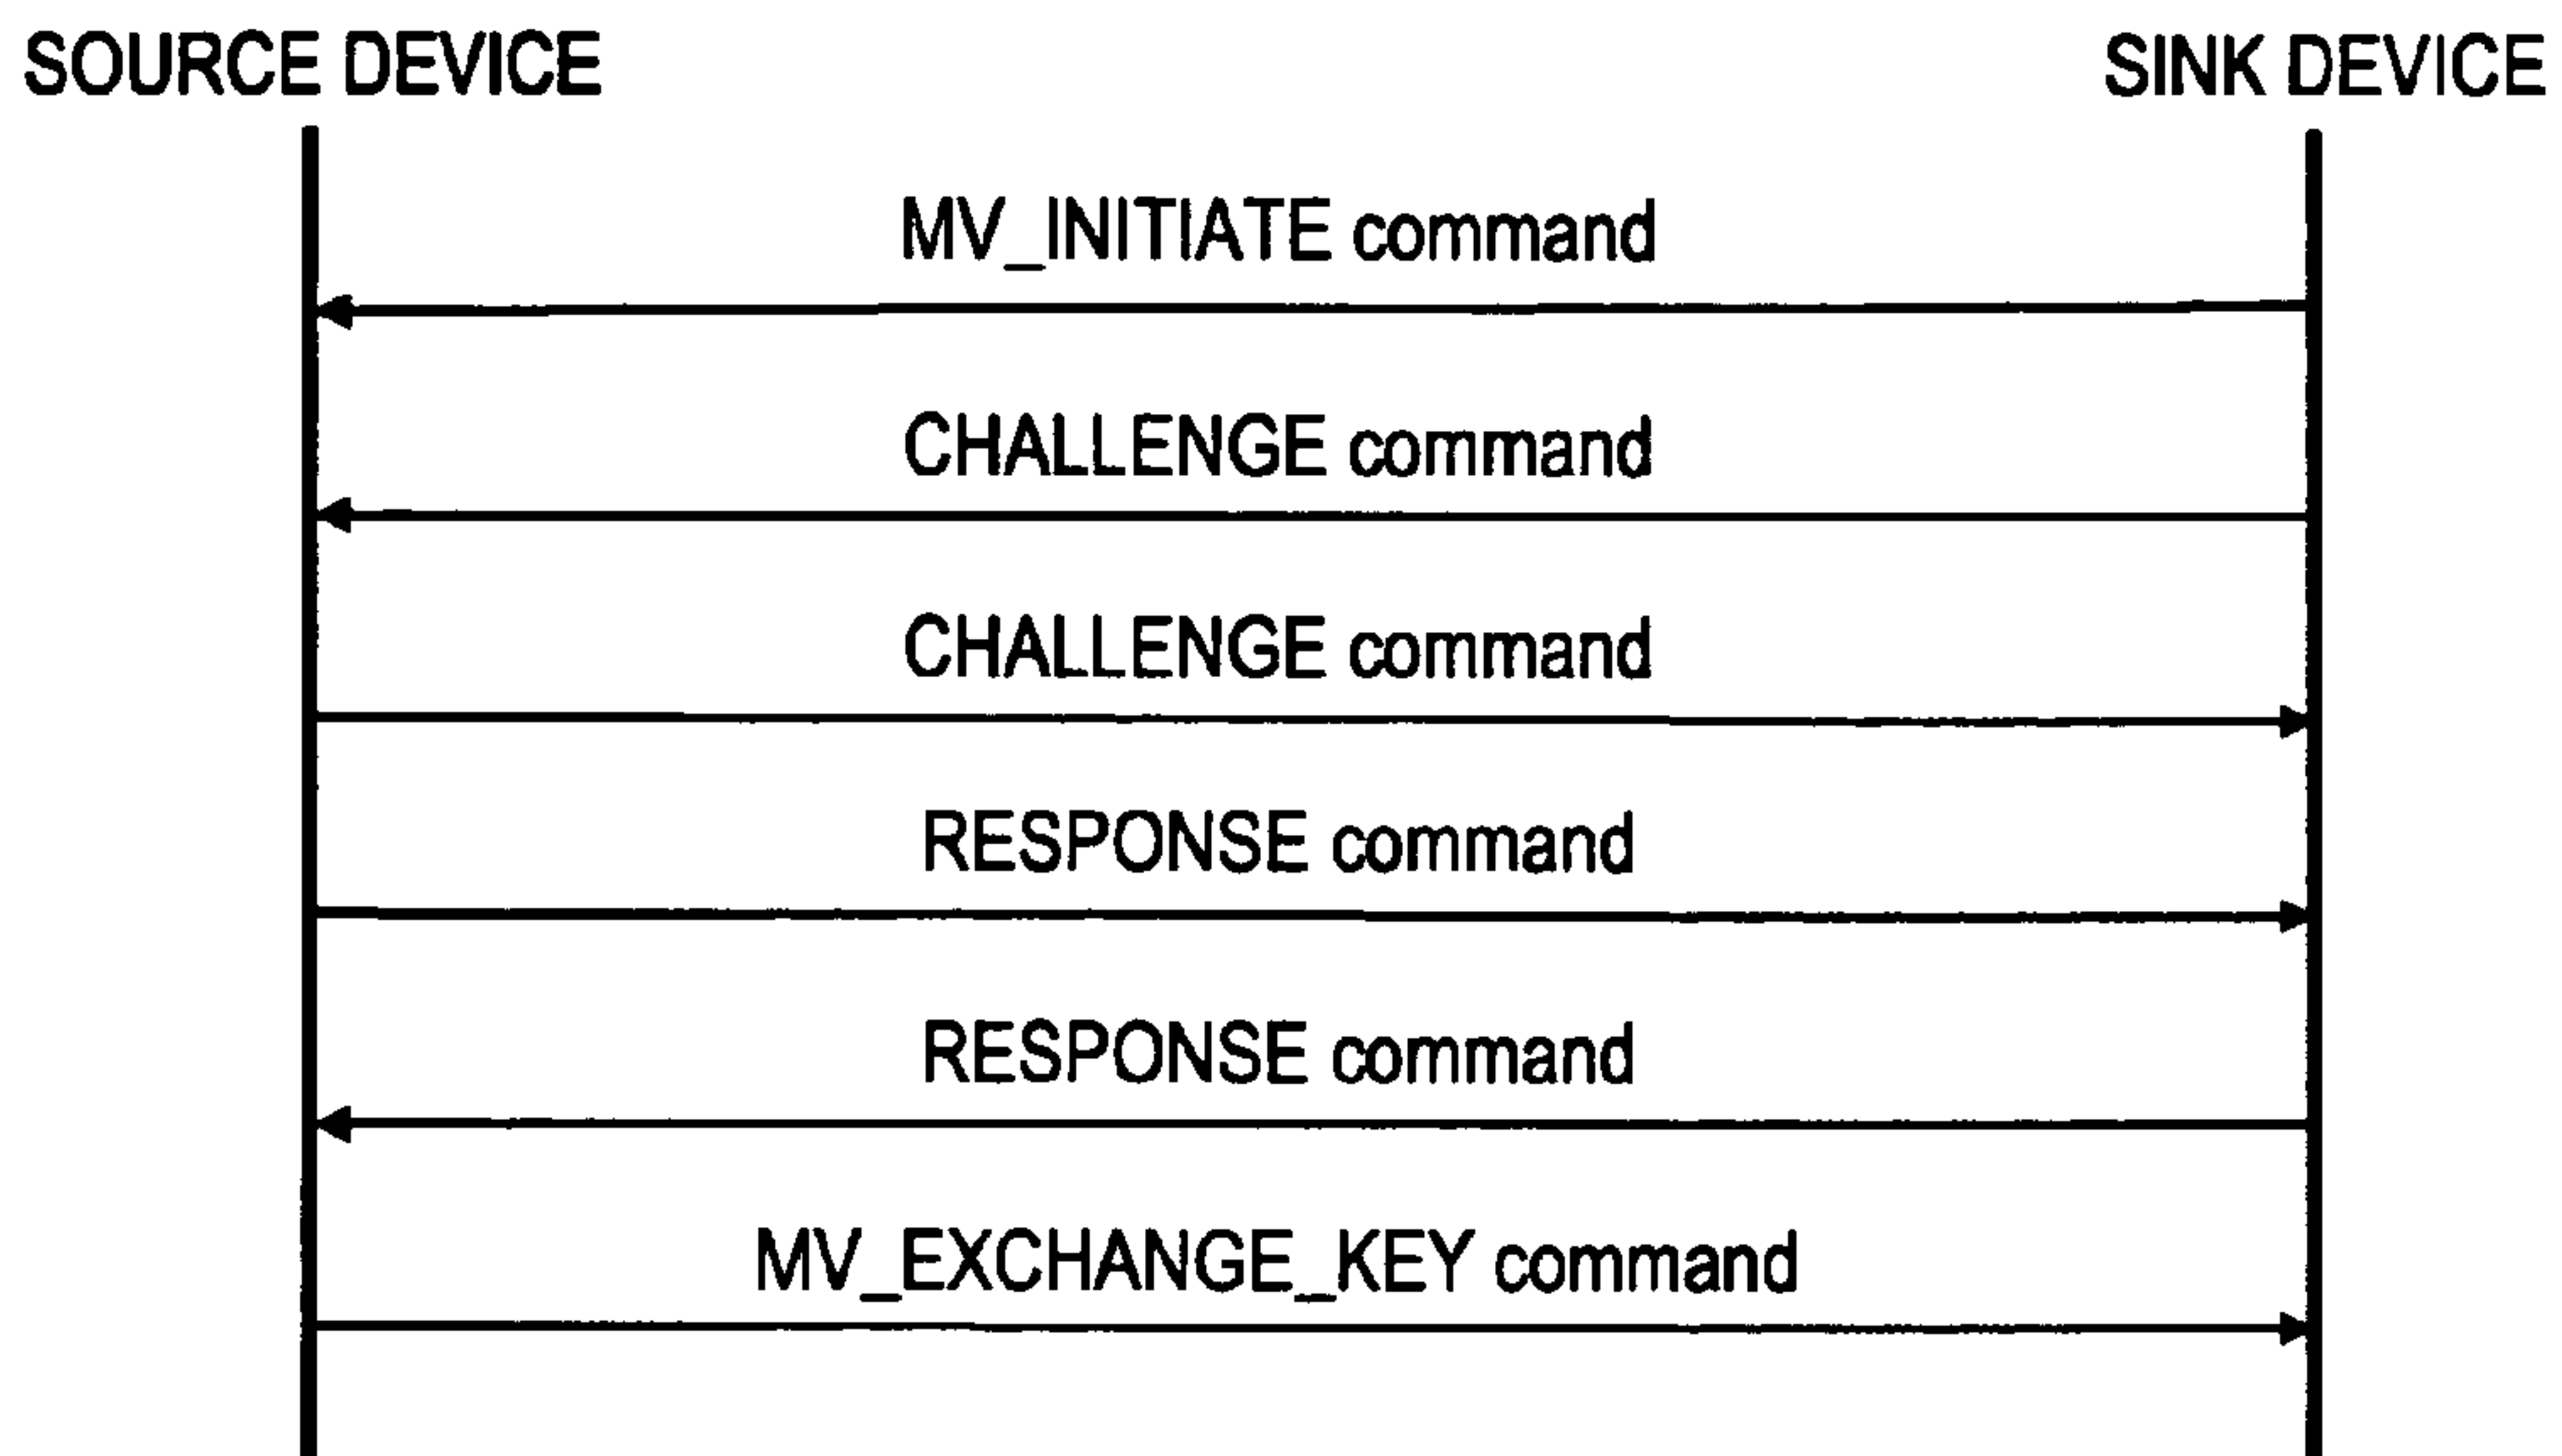 SOURCE DEVICE
SINK DEVICE
MV_INITIATE command
CHALLENGE command
CHALLENGE command
RESPONSE command
RESPONSE command
MV_EXCHANGE_KEY command